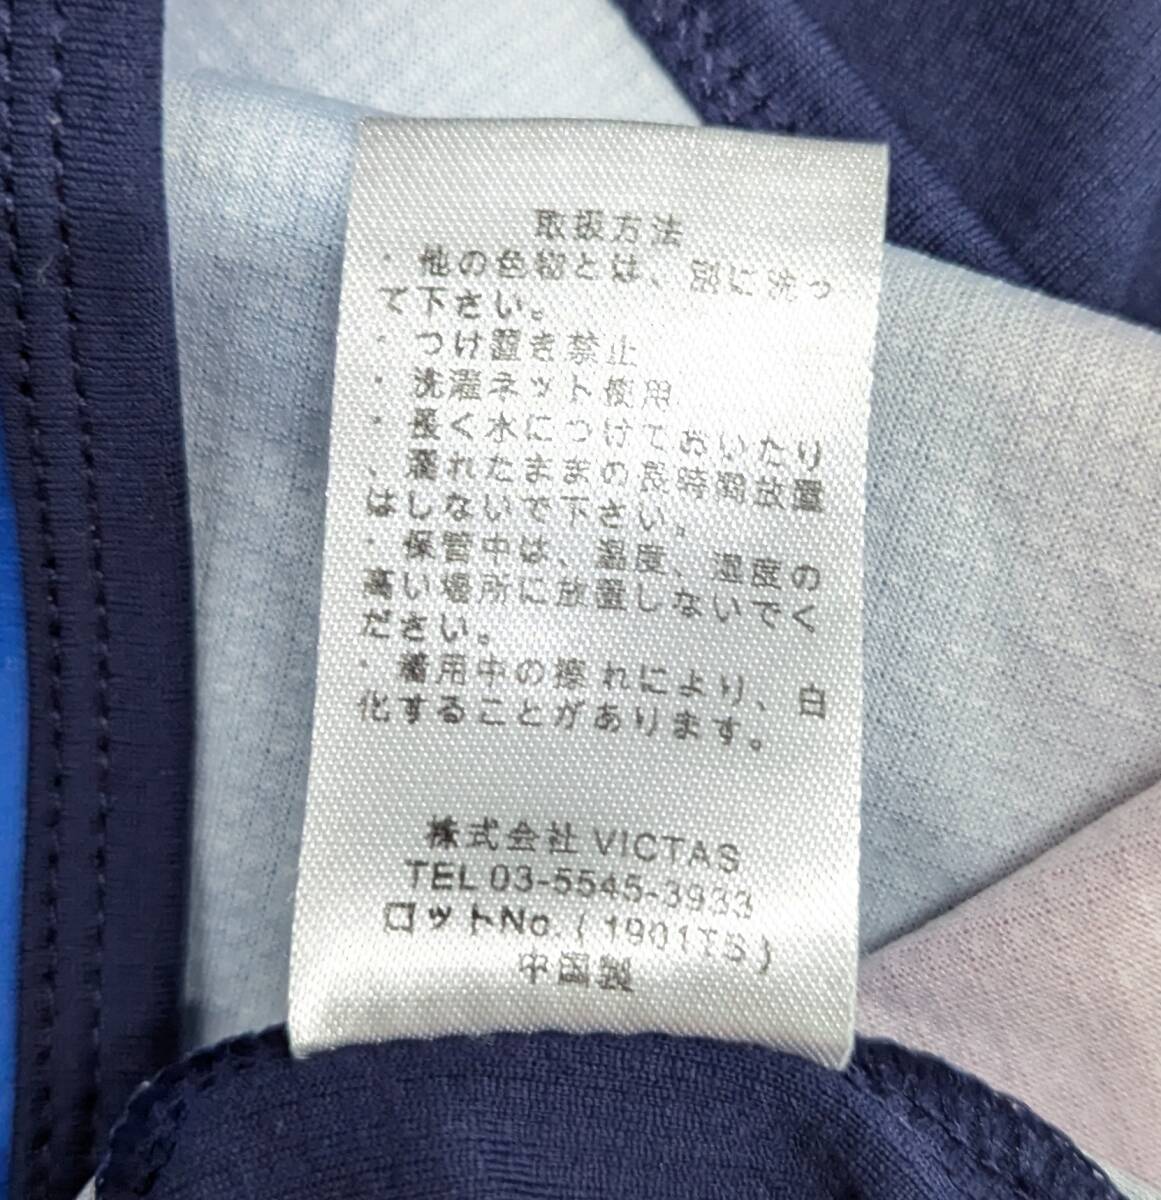 取扱方法
・他の色物とは、別に洗っ
て下さい。
・つけ置き禁止
・洗濯ネット使用
・長く水につけておいたり
、濡れたままの長時間放置
はしないで下さい。
・保管中は、温度、湿度の
高い場所に放置しないでく
ださい。
・着用中の擦れにより、白
化することがあります。
株式会社 VICTAS
TEL 03-5545-3933
ロットNo.(1901TS)
中国製